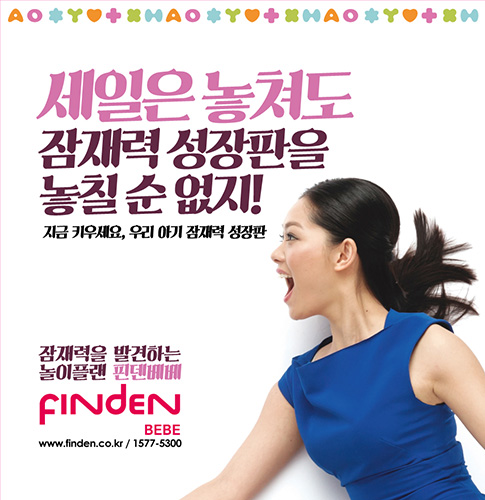 AO*Y♥+XHAO*Y♥+XHAO*Y♥+XH
세일은 놓쳐도
잠재력 성장판을
놓칠 순 없지!
지금 키우세요, 우리 아기 잠재력 성장판
잠재력을 발견하는
놀이플랜 핀덴베베
FINDEN
BEBE
www.finden.co.kr / 1577-5300